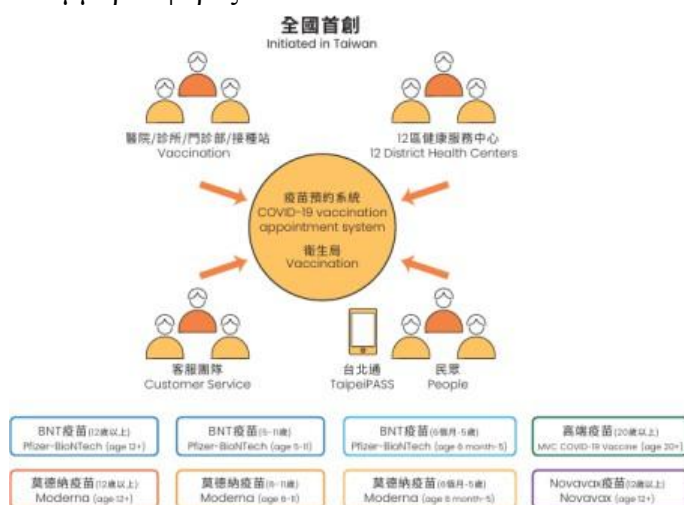 全國首創
Initiated in Taiwan
醫院/診所/門診部/接種站
Vaccination
12區健康服務中心
12 District Health Centers
疫苗預約系統
COVID-19 vaccination
appointment system
衛生局
Vaccination
客服團隊
Customer Service
台北通
TaipeiPASS
民眾
People
BNT疫苗(12歲以上)
Pfizer-BioNTech (age 12+)
BNT疫苗(5-11歲)
Pfizer-BioNTech (age 5-11)
BNT疫苗(6個月-5歲)
Pfizer-BioNTech (age 6 month-5)
高端疫苗(20歲以上)
MVC COVID-19 Vaccine (age 20+)
莫德納疫苗(12歲以上)
Moderna (age 12+)
莫德納疫苗(6-11歲)
Moderna (age 6-11)
莫德納疫苗(6個月-5歲)
Moderna (age 6 month-5)
Novavax疫苗(12歲以上)
Novavax (age 12+)